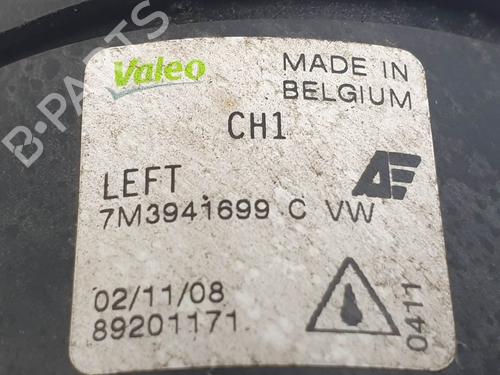 B-PARTS
Valeo
MADE IN
BELGIUM
CH1
LEFT
7M3941699 C VW
02/11/08
89201171
0411